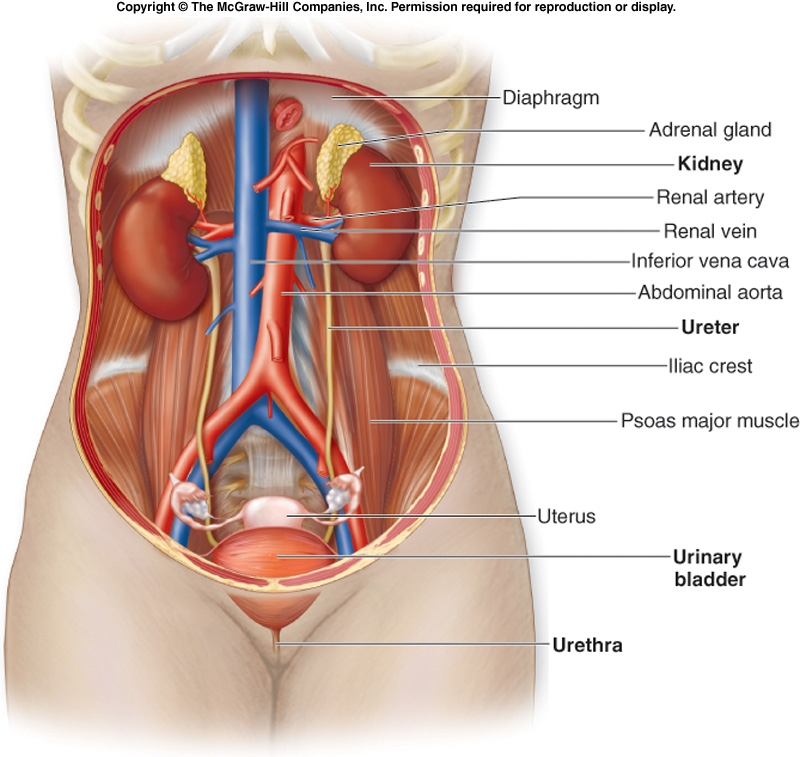 Copyright © The McGraw-Hill Companies, Inc. Permission required for reproduction or display.
Diaphragm
Adrenal gland
Kidney
Renal artery
Renal vein
Inferior vena cava
Abdominal aorta
Ureter
Iliac crest
Psoas major muscle
Uterus
Urinary
bladder
Urethra